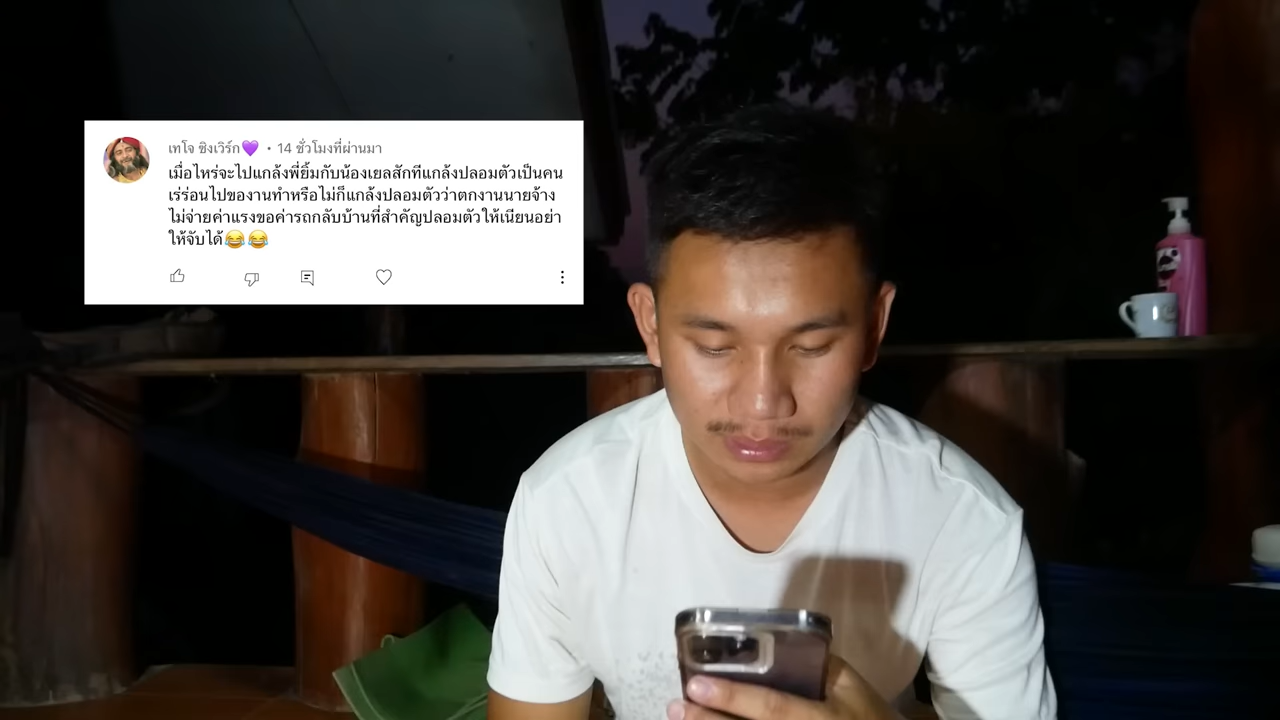 เทโจ ซิงเวิร์ก💜 • 14 ชั่วโมงที่ผ่านมา
เมื่อไหร่จะไปแกล้งพี่ยิ้มกับน้องเยลสักทีแกล้งปลอมตัวเป็นคน
เร่ร่อนไปของานทำหรือไม่ก็แกล้งปลอมตัวว่าตกงานนายจ้าง
ไม่จ่ายค่าแรงขอค่ารถกลับบ้านที่สำคัญปลอมตัวให้เนียนอย่า
ให้จับได้😂😂